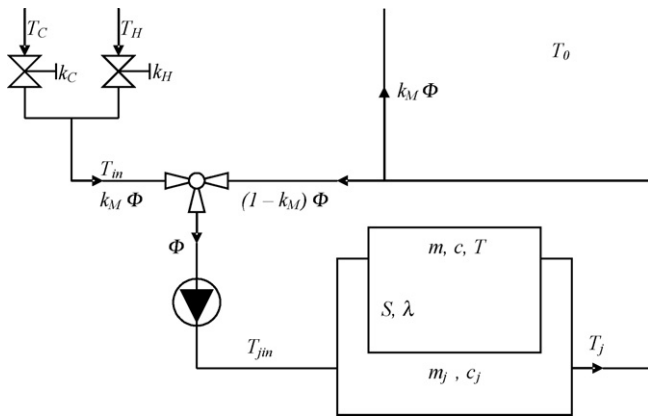 T_C
T_H
T_0
k_C
k_H
k_M Φ
T_in
k_M Φ
(1 – k_M) Φ
Φ
m, c, T
S, λ
T_jin
m_j , c_j
T_j